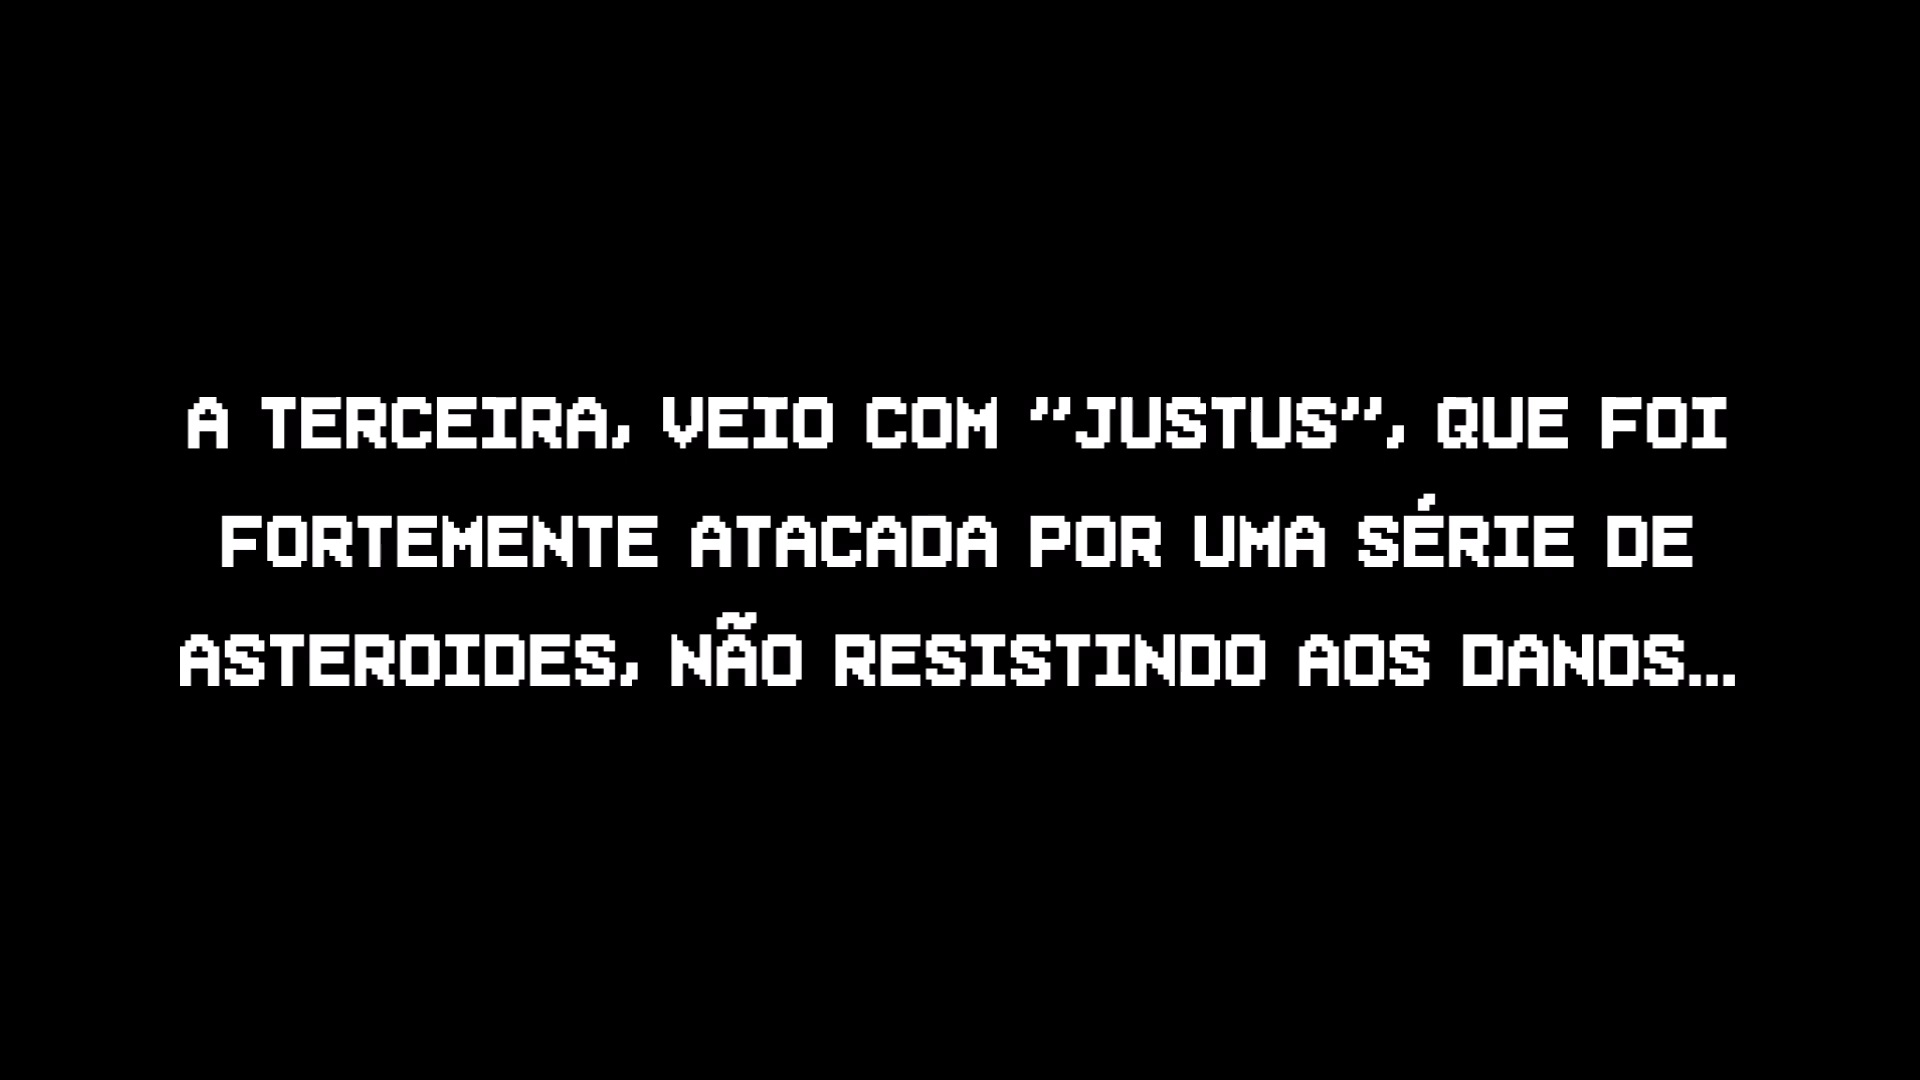 A TERCEIRA, VEIO COM "JUSTUS", QUE FOI
FORTEMENTE ATACADA POR UMA SÉRIE DE
ASTEROIDES, NÃO RESISTINDO AOS DANOS...